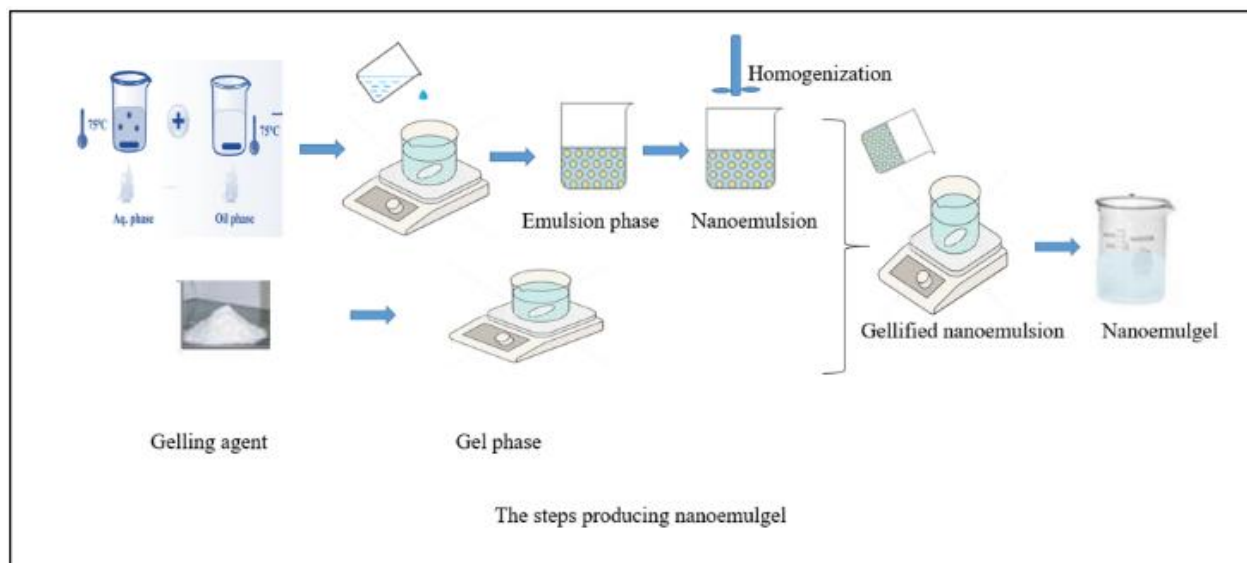 Homogenization
75°C
+
75°C
Aq. phase
Oil phase
Emulsion phase
Nanoemulsion
Gellified nanoemulsion
Nanoemulgel
Gelling agent
Gel phase
The steps producing nanoemulgel